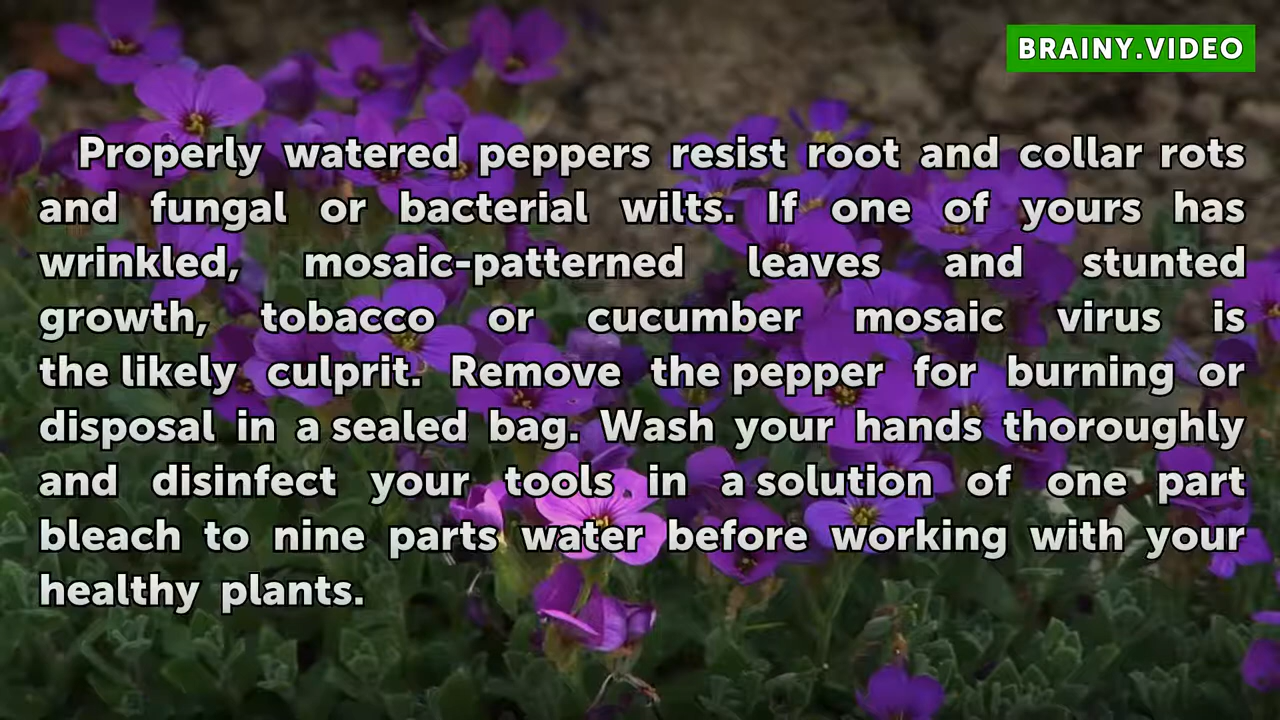 BRAINY.VIDEO
Properly watered peppers resist root and collar rots
and fungal or bacterial wilts. If one of yours has
wrinkled, mosaic-patterned leaves and stunted
growth, tobacco or cucumber mosaic virus is
the likely culprit. Remove the pepper for burning or
disposal in a sealed bag. Wash your hands thoroughly
and disinfect your tools in a solution of one part
bleach to nine parts water before working with your
healthy plants.